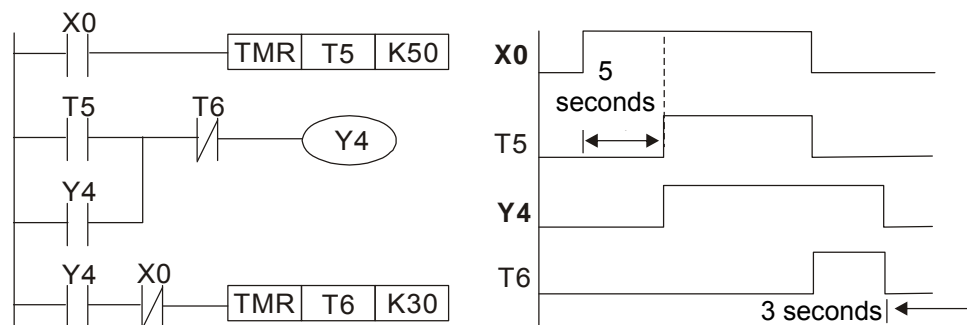 X0
TMR T5 K50
T5 T6
Y4
Y4
Y4 X0
TMR T6 K30
X0
5
seconds
T5
Y4
T6
3 seconds